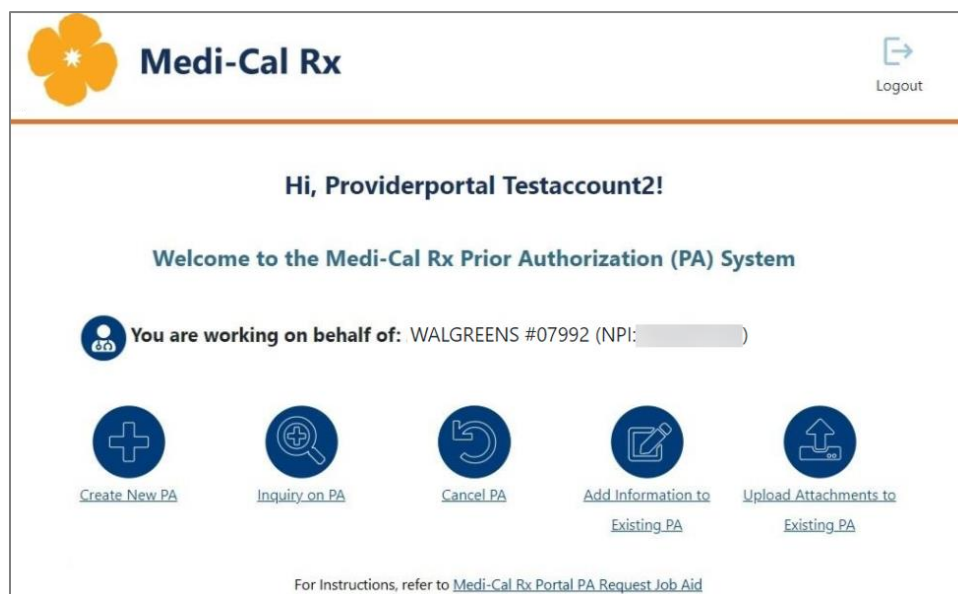 Medi-Cal Rx
Logout
Hi, Providerportal Testaccount2!
Welcome to the Medi-Cal Rx Prior Authorization (PA) System
You are working on behalf of: WALGREENS #07992 (NPI: )
Create New PA
Inquiry on PA
Cancel PA
Add Information to
Existing PA
Upload Attachments to
Existing PA
For Instructions, refer to Medi-Cal Rx Portal PA Request Job Aid